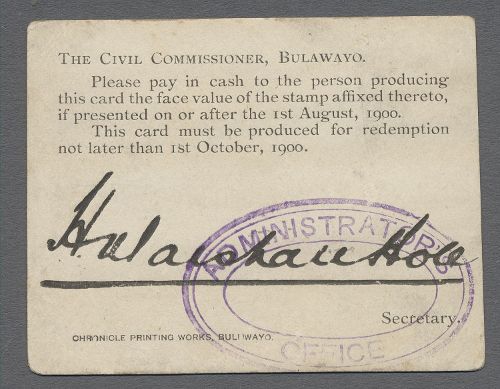 THE CIVIL COMMISSIONER, BULAWAYO.
Please pay in cash to the person producing
this card the face value of the stamp affixed thereto,
if presented on or after the 1st August, 1900.
This card must be produced for redemption
not later than 1st October, 1900.
ADMINISTRATOR'S
OFFICE
Secretary.
CHRONICLE PRINTING WORKS, BULUWAYO.